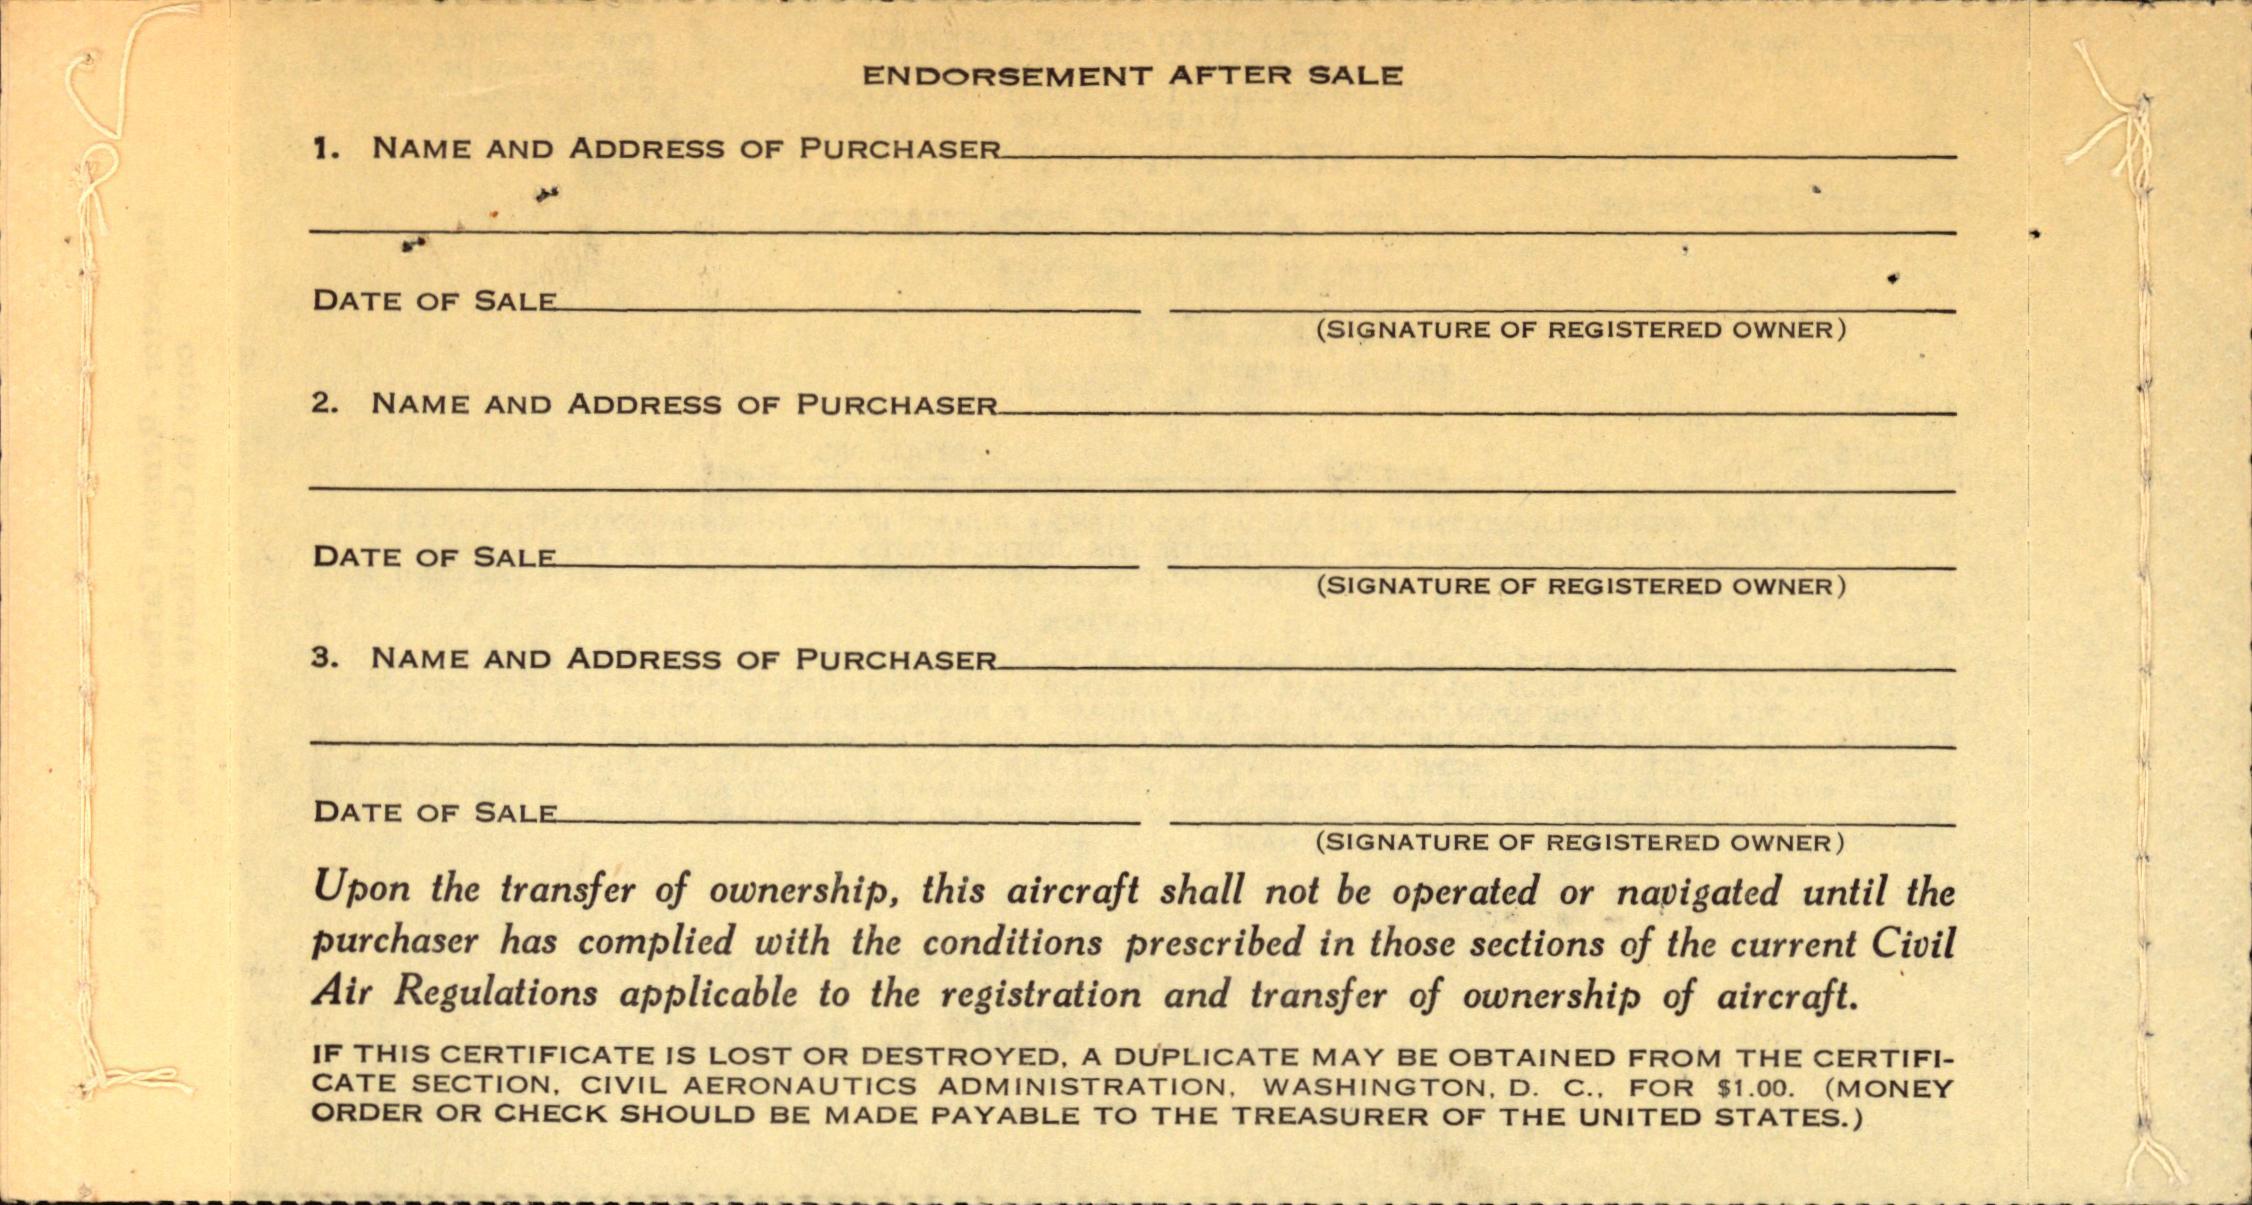 ENDORSEMENT AFTER SALE
1. NAME AND ADDRESS OF PURCHASER
DATE OF SALE
(SIGNATURE OF REGISTERED OWNER)
2. NAME AND ADDRESS OF PURCHASER
DATE OF SALE
(SIGNATURE OF REGISTERED OWNER)
3. NAME AND ADDRESS OF PURCHASER
DATE OF SALE
(SIGNATURE OF REGISTERED OWNER)
Upon the transfer of ownership, this aircraft shall not be operated or navigated until the
purchaser has complied with the conditions prescribed in those sections of the current Civil
Air Regulations applicable to the registration and transfer of ownership of aircraft.
IF THIS CERTIFICATE IS LOST OR DESTROYED, A DUPLICATE MAY BE OBTAINED FROM THE CERTIFI-
CATE SECTION, CIVIL AERONAUTICS ADMINISTRATION, WASHINGTON, D. C., FOR $1.00. (MONEY
ORDER OR CHECK SHOULD BE MADE PAYABLE TO THE TREASURER OF THE UNITED STATES.)